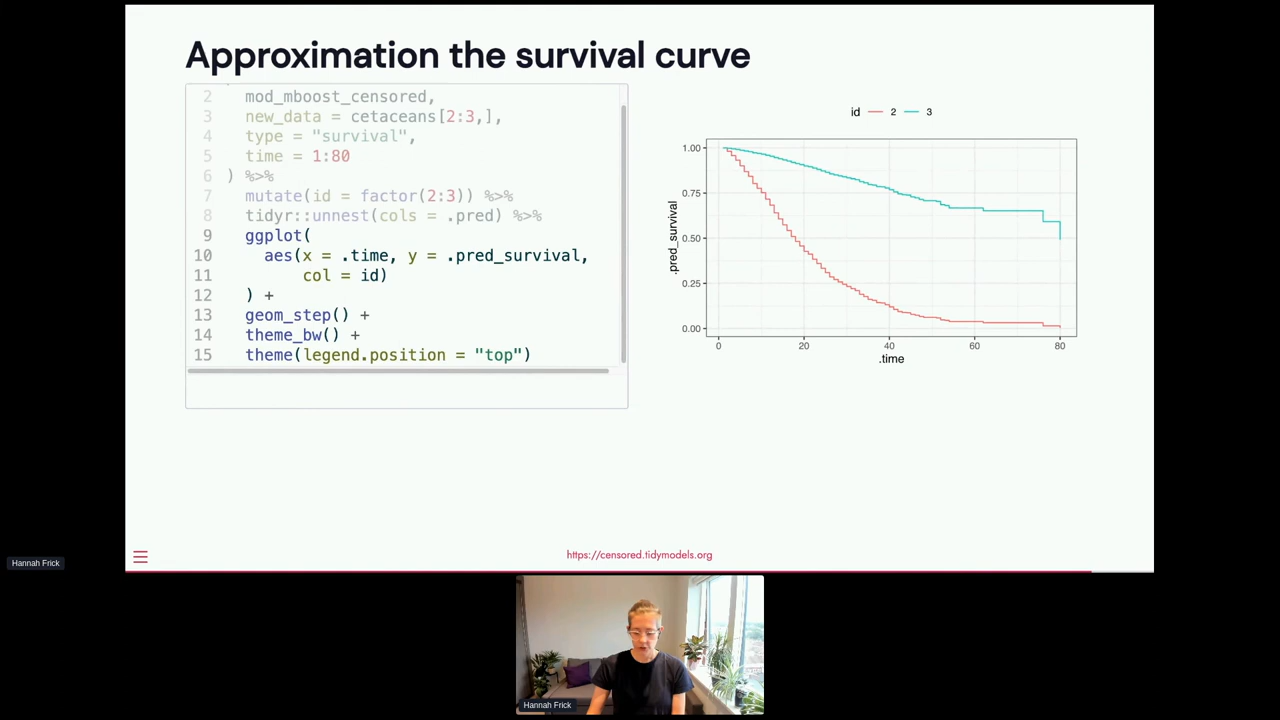 Approximation the survival curve
2 mod_mboost_censored,
3 new_data = cetaceans[2:3,],
4 type = "survival",
5 time = 1:80
6 ) %>%
7 mutate(id = factor(2:3)) %>%
8 tidyr::unnest(cols = .pred) %>%
9 ggplot(
10 aes(x = .time, y = .pred_survival,
11 col = id)
12 ) +
13 geom_step() +
14 theme_bw() +
15 theme(legend.position = "top")
id 2 3
1.00
0.75
0.50
0.25
0.00
.pred_survival
0 20 40 60 80
.time
https://censored.tidymodels.org
Hannah Frick
Hannah Frick